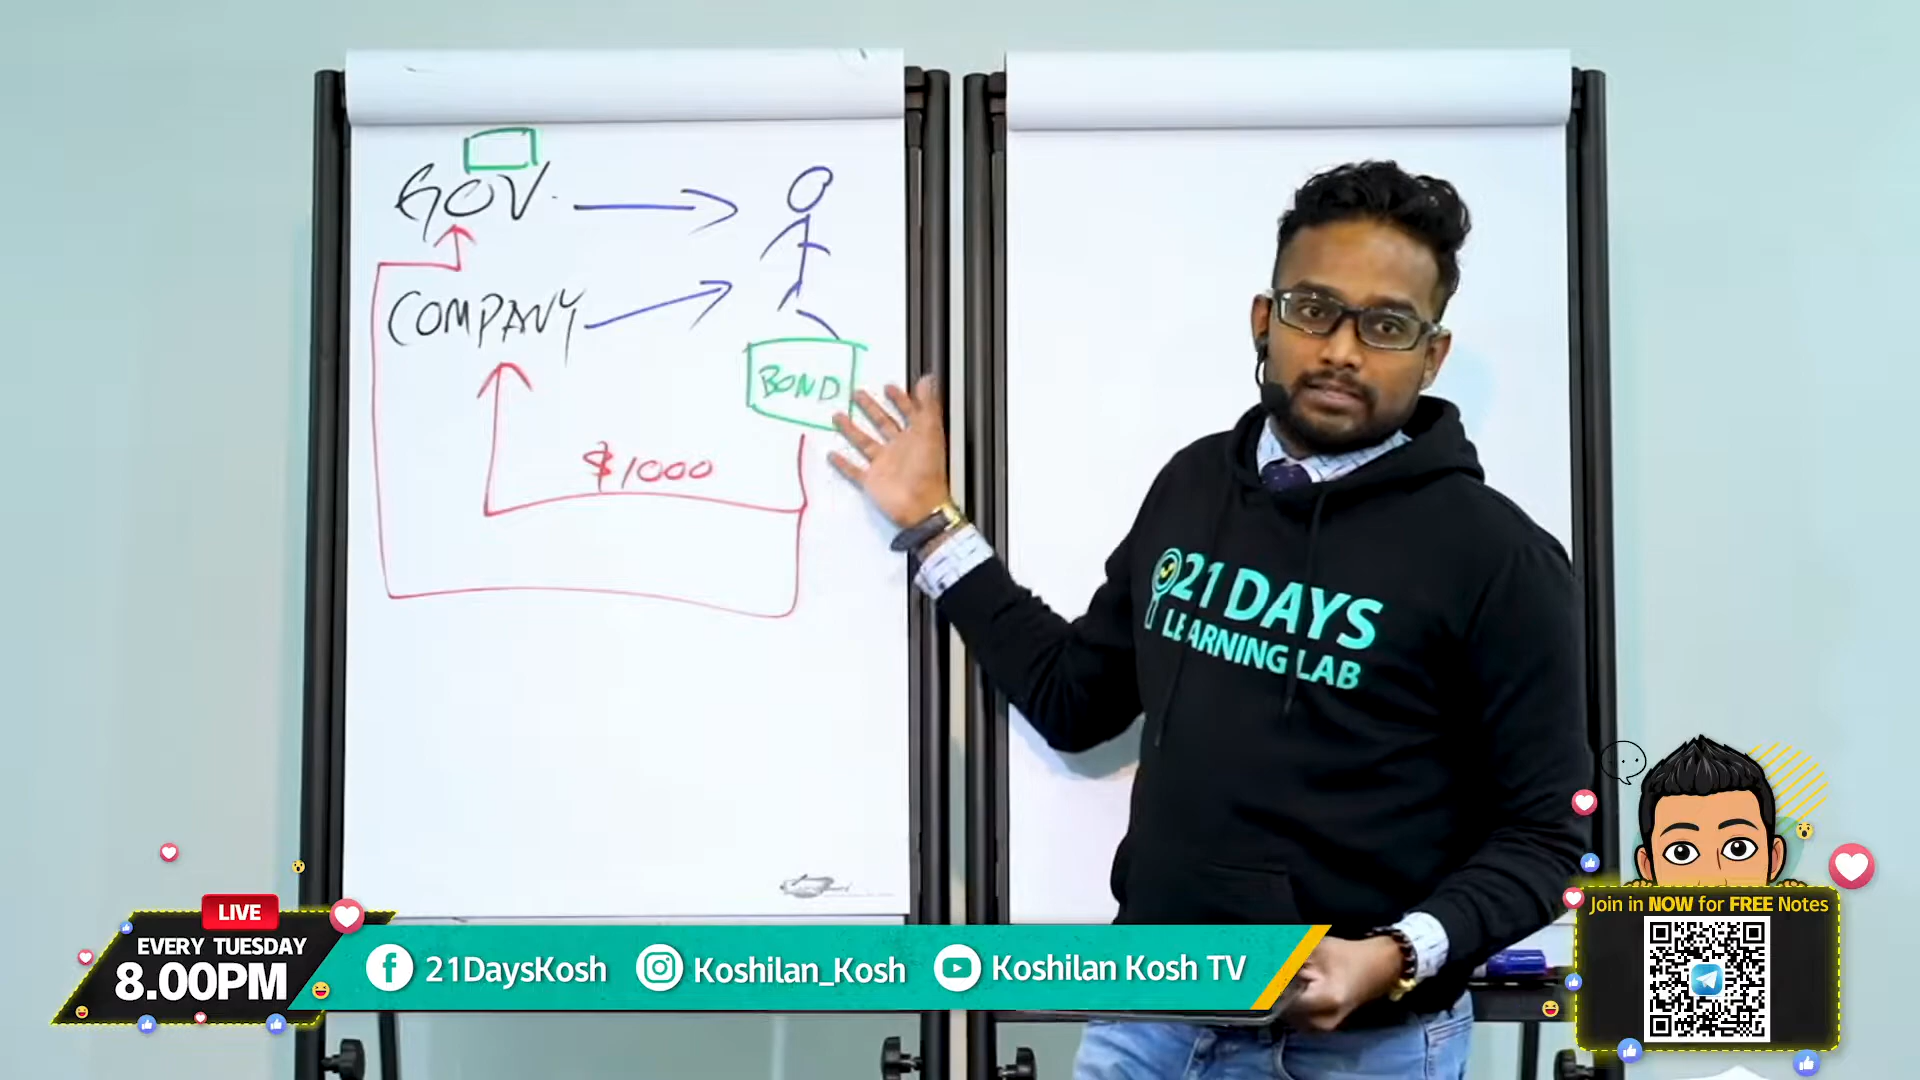 GOV.
COMPANY
BOND
$1000
21 DAYS
LEARNING LAB
LIVE
EVERY TUESDAY
8.00PM
21DaysKosh
Koshilan_Kosh
Koshilan Kosh TV
Join in NOW for FREE Notes